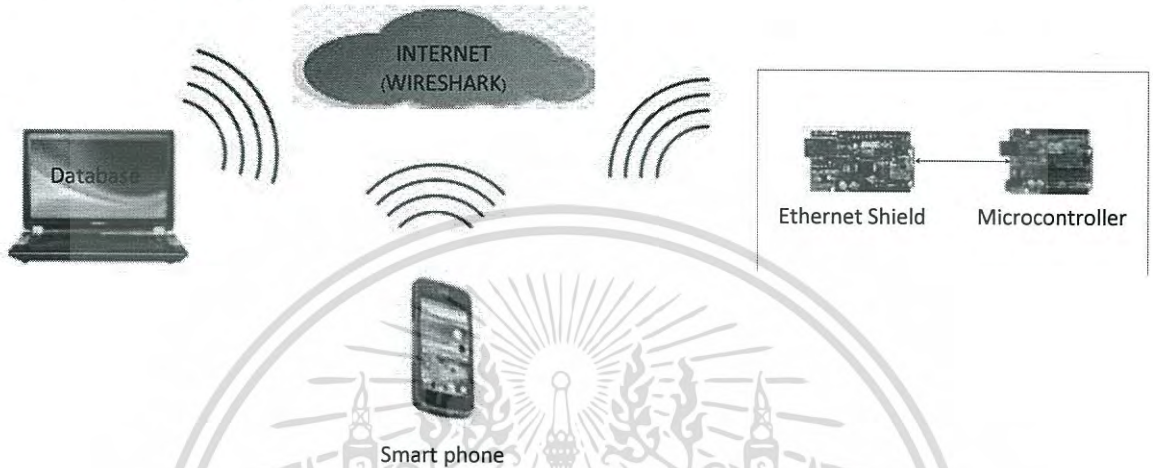 INTERNET
(WIRESHARK)
Database
Ethernet Shield
Microcontroller
Smart phone